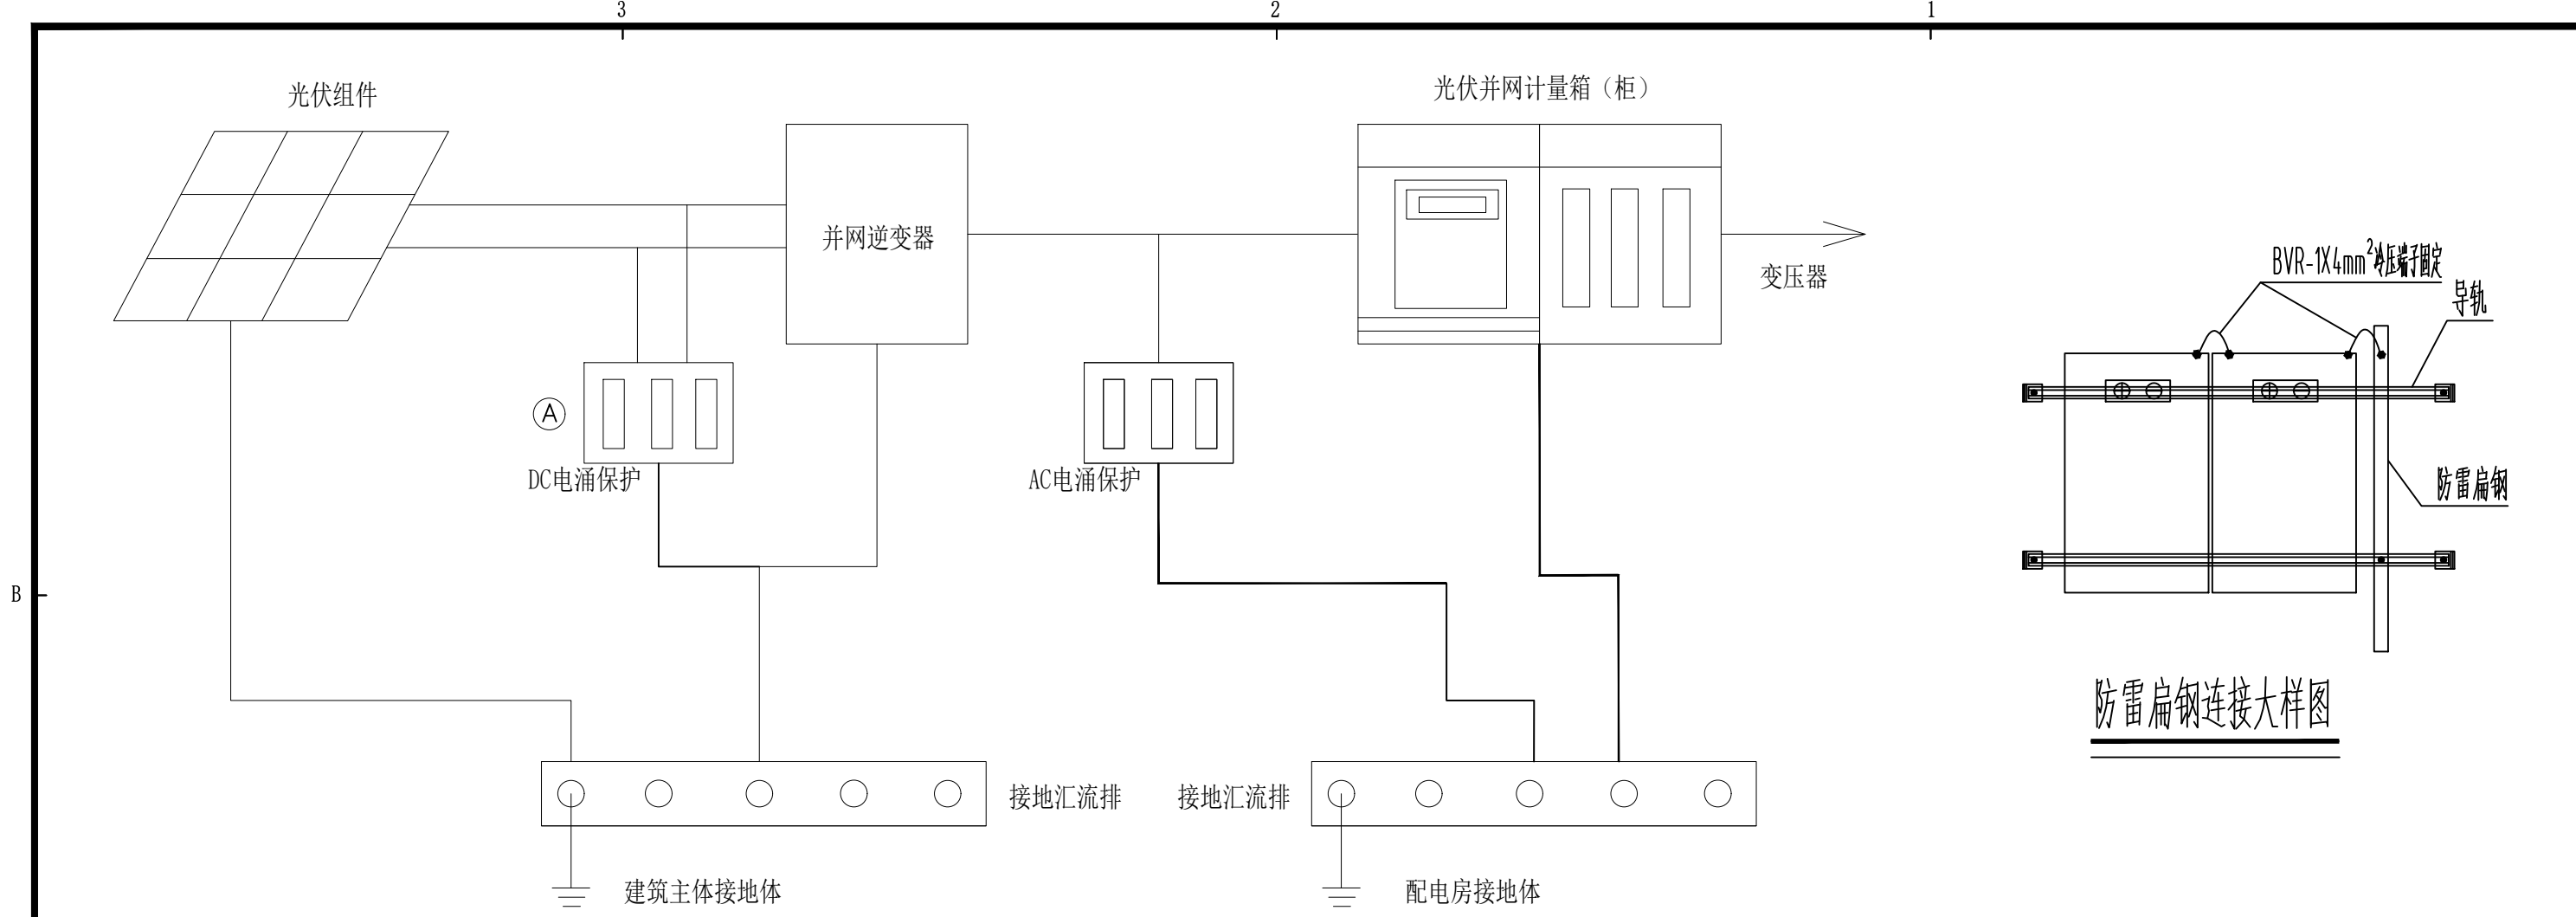 3
2
1
光伏组件
光伏并网计量箱（柜）
并网逆变器
变压器
BVR-1X4mm²冷压端子固定
导轨
A
DC电涌保护
AC电涌保护
防雷扁钢
B
防雷扁钢连接大样图
接地汇流排
接地汇流排
建筑主体接地体
配电房接地体